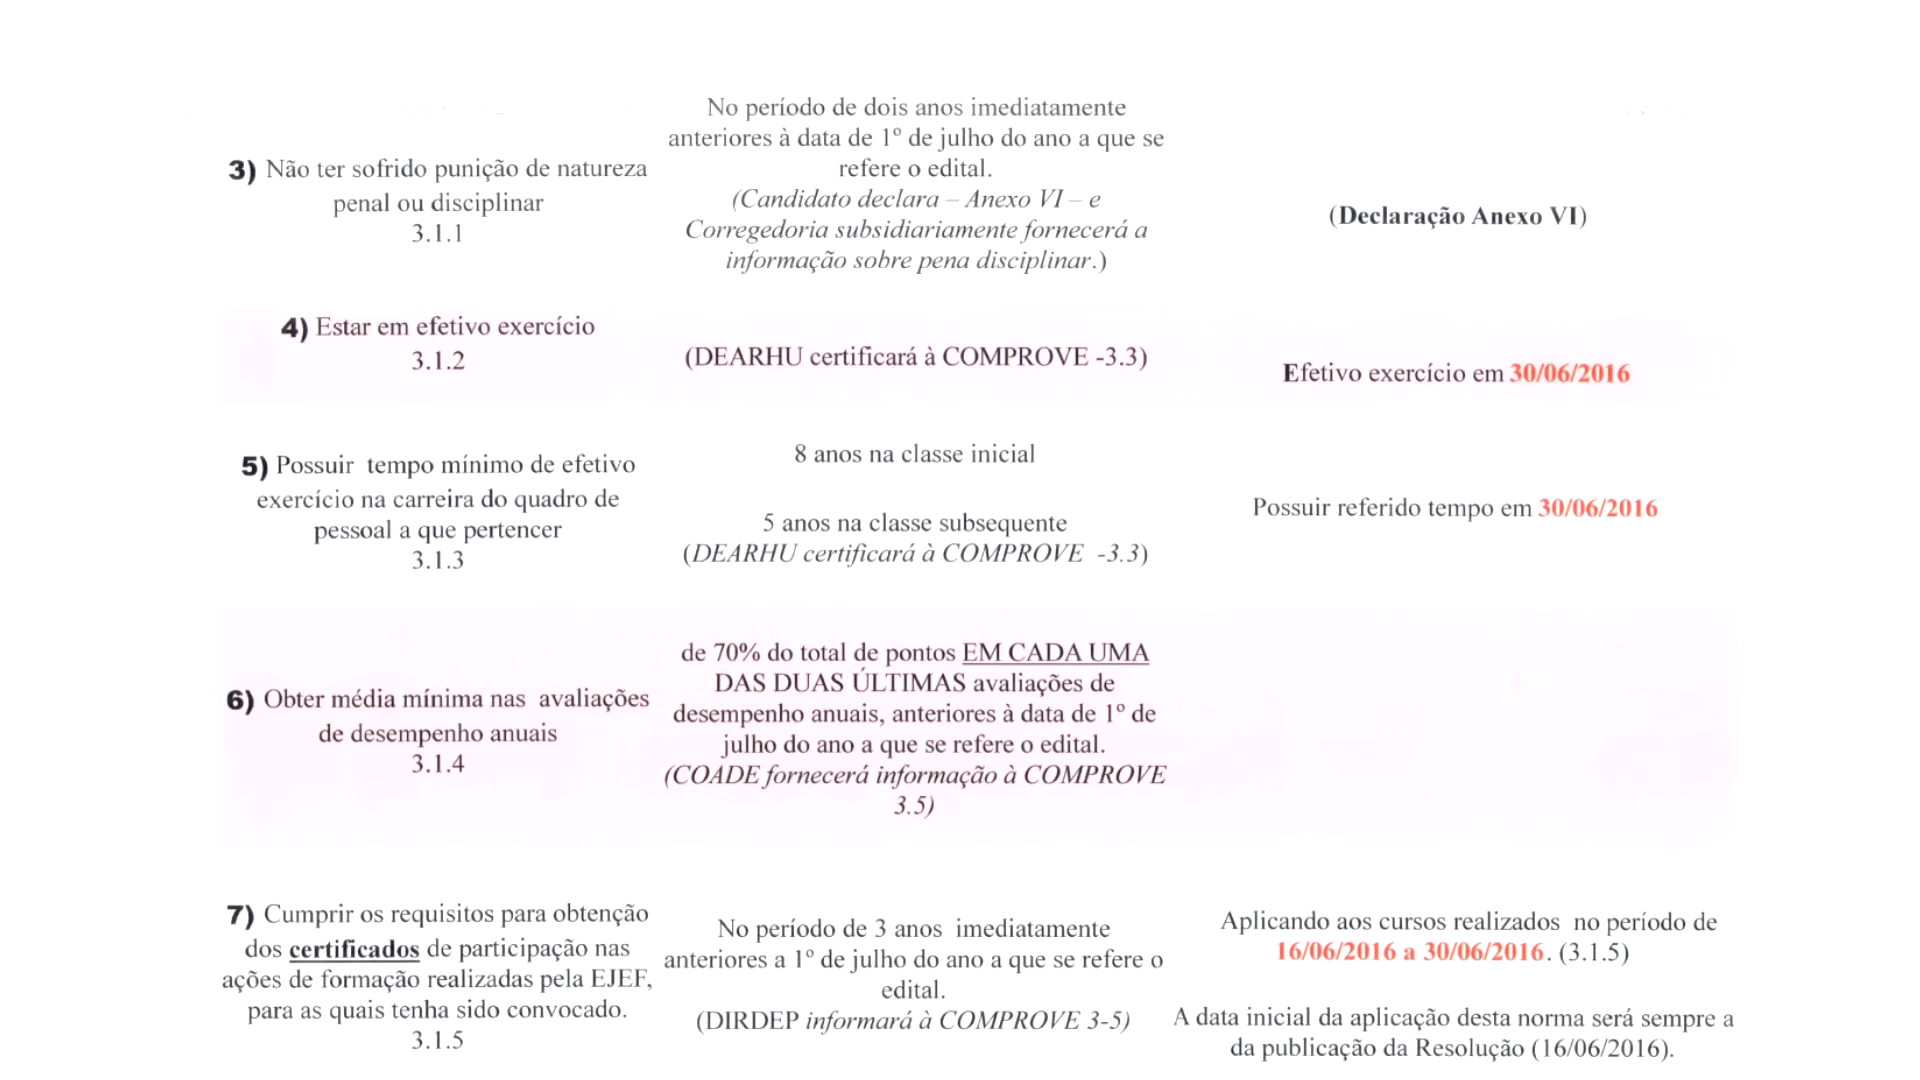 3) Não ter sofrido punição de natureza
penal ou disciplinar
3.1.1
No período de dois anos imediatamente
anteriores à data de 1º de julho do ano a que se
refere o edital.
(Candidato declara – Anexo VI – e
Corregedoria subsidiariamente fornecerá a
informação sobre pena disciplinar.)
(Declaração Anexo VI)
4) Estar em efetivo exercício
3.1.2
(DEARHU certificará à COMPROVE -3.3)
Efetivo exercício em 30/06/2016
5) Possuir tempo mínimo de efetivo
exercício na carreira do quadro de
pessoal a que pertencer
3.1.3
8 anos na classe inicial
5 anos na classe subsequente
(DEARHU certificará à COMPROVE -3.3)
Possuir referido tempo em 30/06/2016
6) Obter média mínima nas avaliações
de desempenho anuais
3.1.4
de 70% do total de pontos EM CADA UMA
DAS DUAS ÚLTIMAS avaliações de
desempenho anuais, anteriores à data de 1º de
julho do ano a que se refere o edital.
(COADE fornecerá informação à COMPROVE
3.5)
7) Cumprir os requisitos para obtenção
dos certificados de participação nas
ações de formação realizadas pela EJEF,
para as quais tenha sido convocado.
3.1.5
No período de 3 anos imediatamente
anteriores a 1º de julho do ano a que se refere o
edital.
(DIRDEP informará à COMPROVE 3-5)
Aplicando aos cursos realizados no período de
16/06/2016 a 30/06/2016. (3.1.5)
A data inicial da aplicação desta norma será sempre a
da publicação da Resolução (16/06/2016).